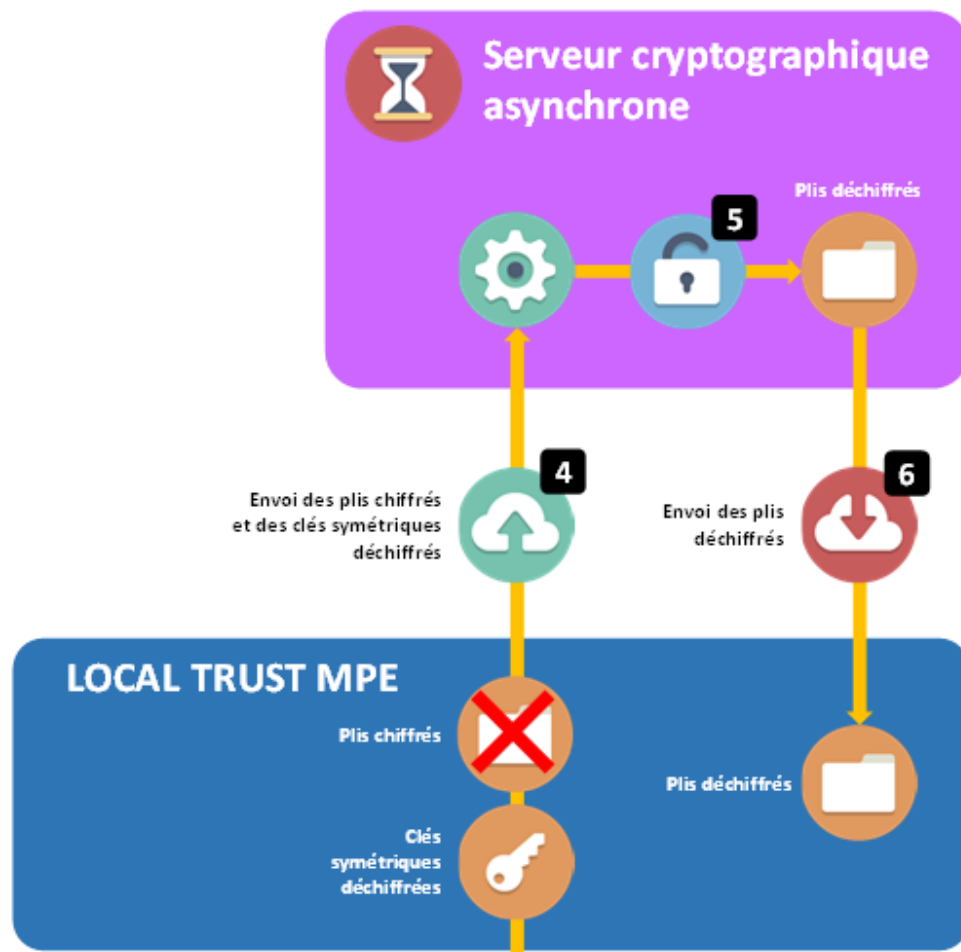 Serveur cryptographique
asynchrone
Plis déchiffrés
5
4
6
Envoi des plis chiffrés
et des clés symétriques
déchiffrés
Envoi des plis
déchiffrés
LOCAL TRUST MPE
Plis chiffrés
Plis déchiffrés
Clés
symétriques
déchiffrées